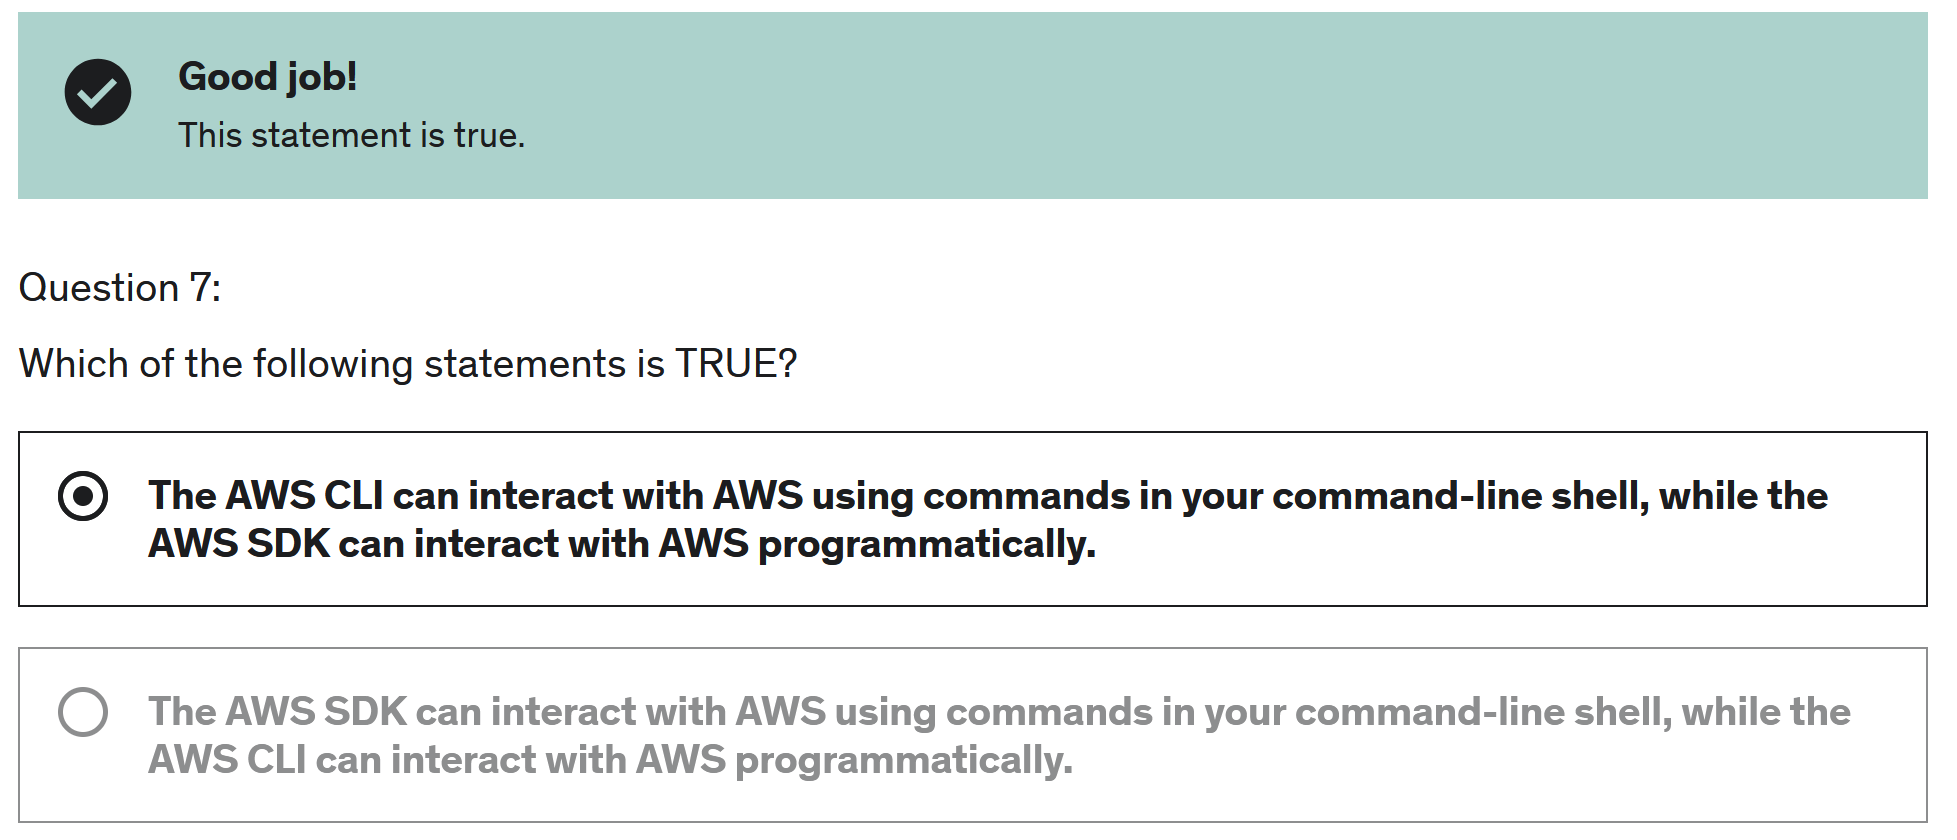 Good job!
This statement is true.
Question 7:
Which of the following statements is TRUE?
The AWS CLI can interact with AWS using commands in your command-line shell, while the
AWS SDK can interact with AWS programmatically.
The AWS SDK can interact with AWS using commands in your command-line shell, while the
AWS CLI can interact with AWS programmatically.